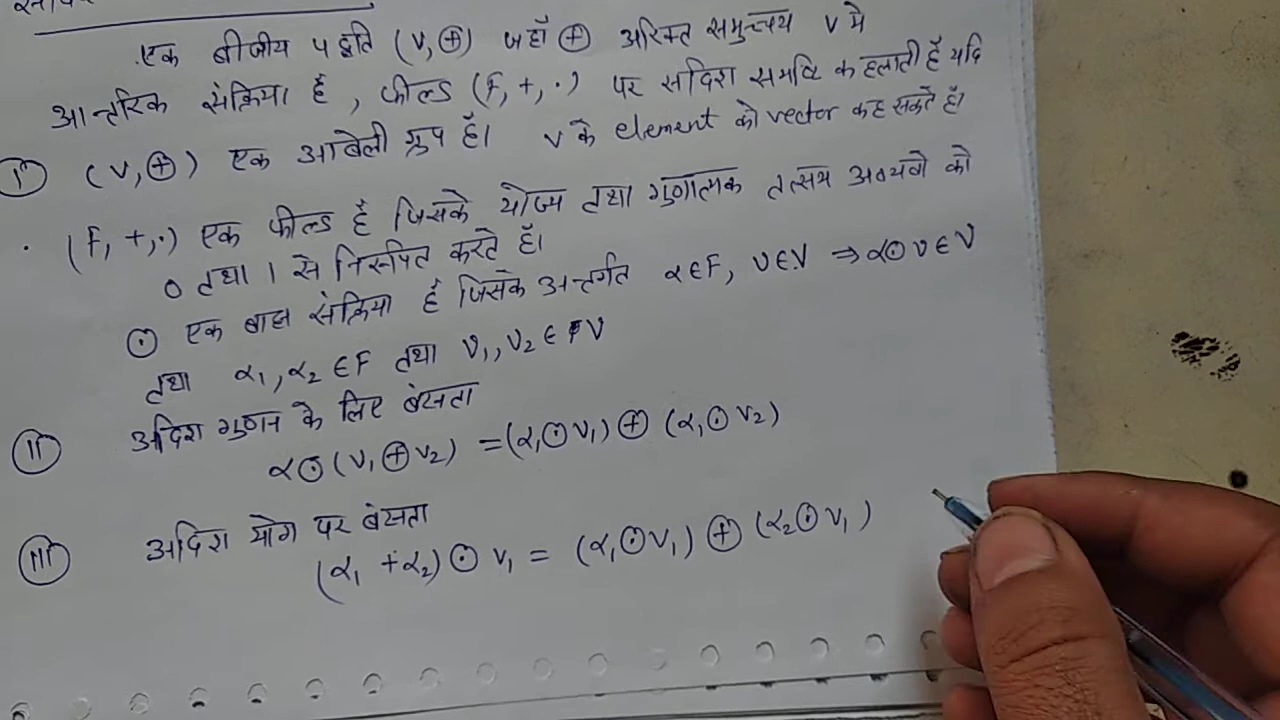 एक बीजीय पद्धति (V, ⊕) जहाँ ⊕ अरिक्त समुच्चय V मे
आन्तरिक संक्रिया है, फील्ड (F, +, ·) पर सदिश समष्टि कहलाती है यदि
I (V, ⊕) एक आबेली ग्रुप है। V के element को vector कह सकते है।
· (F, +, ·) एक फील्ड है जिसके योज्य तथा गुणात्मक तत्समय अवयवो को
0 तथा 1 से निरूपित करते है।
⊙ एक बाह्य संक्रिया है जिसके अन्तर्गत α ∈ F, v ∈ V ⇒ α ⊙ v ∈ V
तथा α₁, α₂ ∈ F तथा v₁, v₂ ∈ V
II अदिश गुणन के लिए बंटनता
α ⊙ (v₁ ⊕ v₂) = (α₁ ⊙ v₁) ⊕ (α₁ ⊙ v₂)
III अदिश योग पर बंटनता
(α₁ + α₂) ⊙ v₁ = (α₁ ⊙ v₁) ⊕ (α₂ ⊙ v₁)